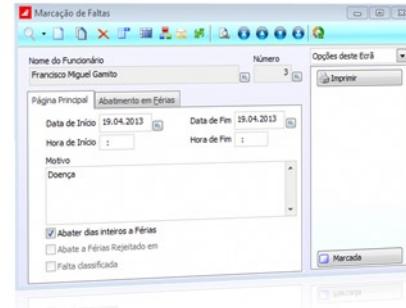 Marcação de Faltas
Nome do Funcionário Número Opções deste Ecrã
Francisco Miguel Gamito 3 Imprimir
Página Principal Abatimento em Férias
Data de Início 19.04.2013 Data de Fim 19.04.2013
Hora de Início : Hora de Fim :
Motivo
Doença
Abater dias inteiros a Férias
Abate a Férias Rejeitado em
Falta classificada
Marcada